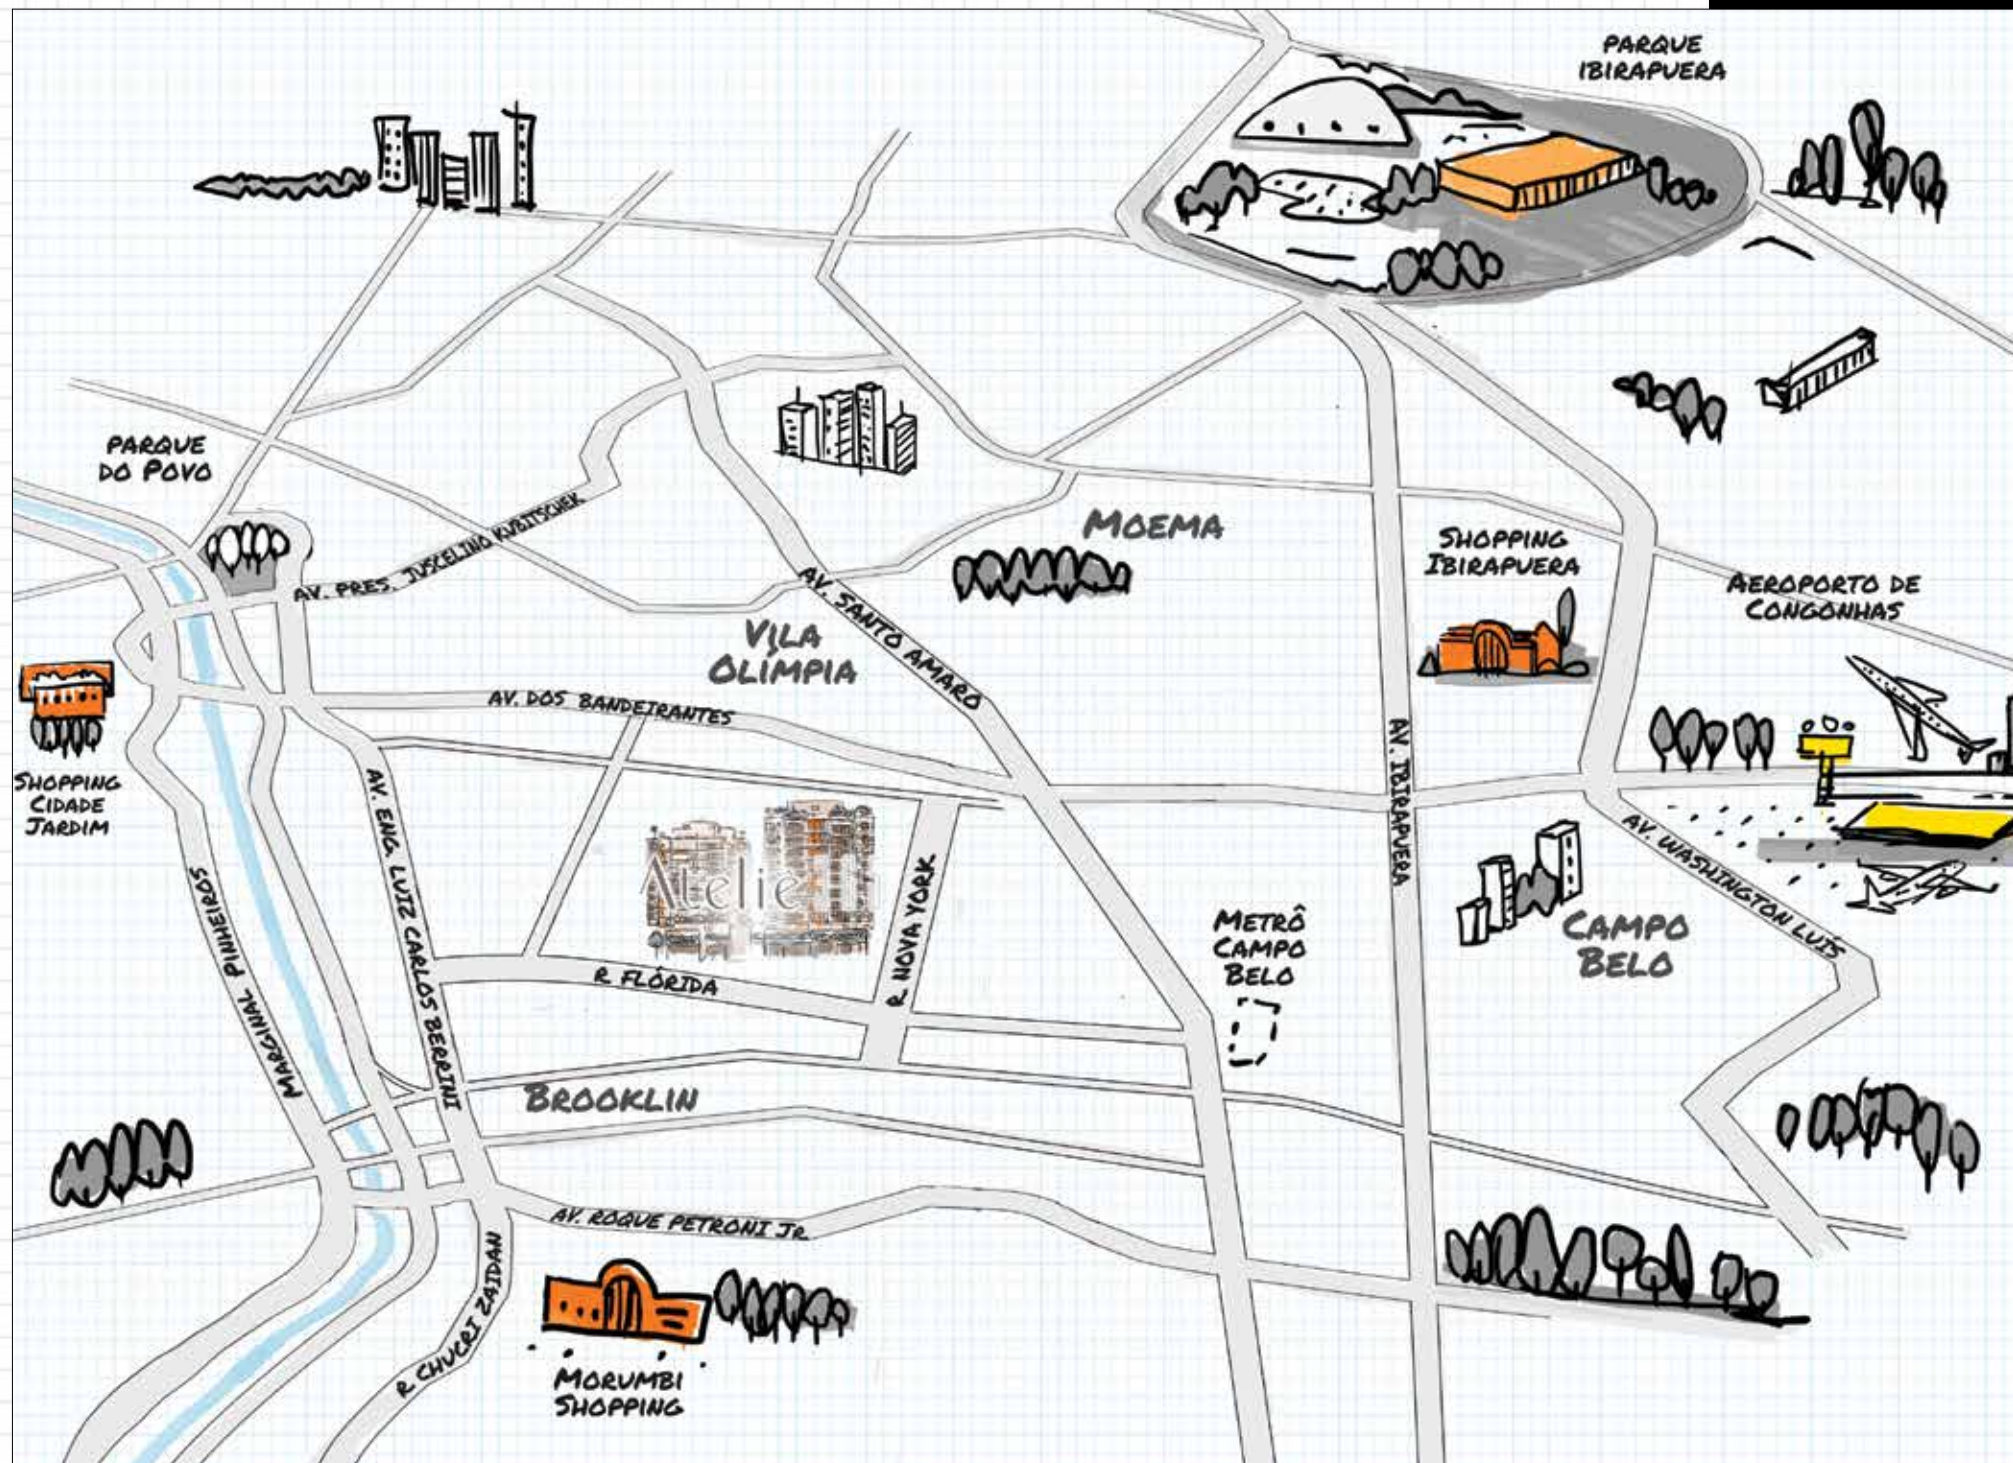 PARQUE
IBIRAPUERA
PARQUE
DO POVO
AV. PRES. JUSCELINO KUBITSCHEK
MOEMA
SHOPPING
IBIRAPUERA
AEROPORTO DE
CONGONHAS
AV. SANTO AMARO
VILA
OLÍMPIA
AV. DOS BANDEIRANTES
SHOPPING
CIDADE
JARDIM
AV. ENG. LUIZ CARLOS BERRINI
AV. IBIRAPUERA
AV. WASHINGTON LUÍS
MARGINAL PINHEIROS
Atelie
R. NOVA YORK
METRÔ
CAMPO
BELO
CAMPO
BELO
R. FLÓRIDA
BROOKLIN
AV. ROQUE PETRONI JR.
R. CHUCRI ZAIDAN
MORUMBI
SHOPPING